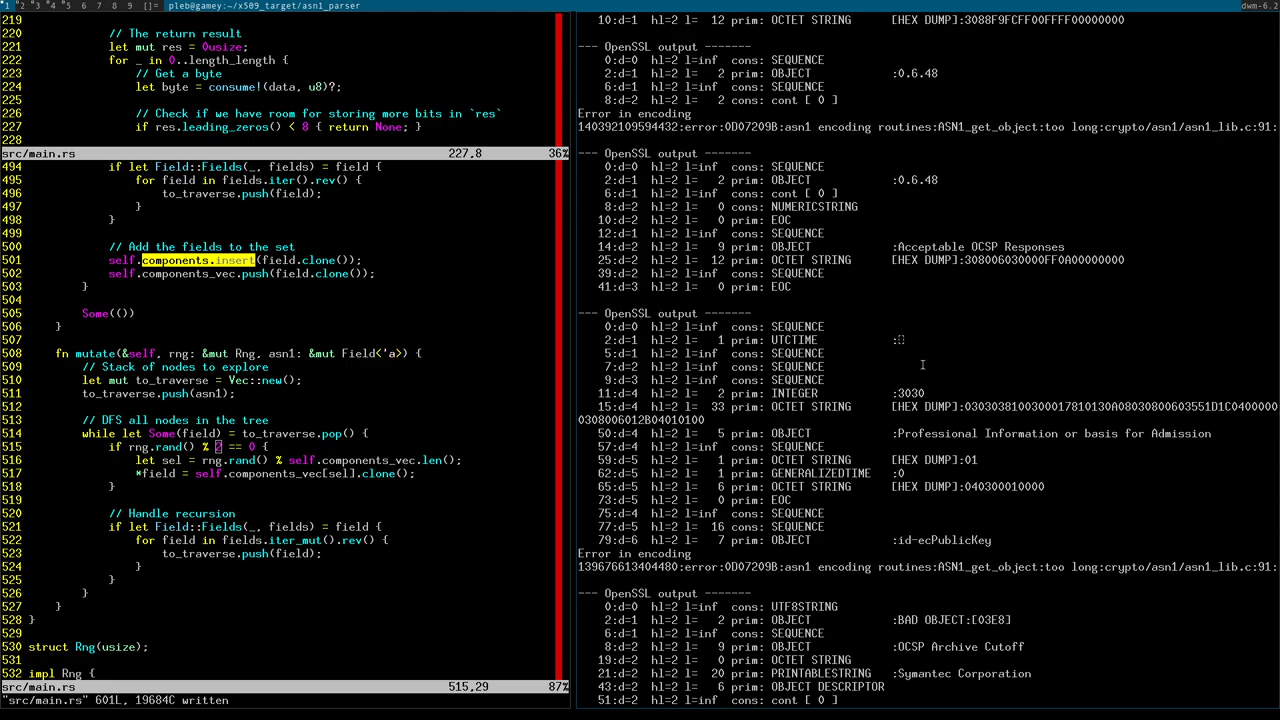 1 2 3 4 5 6 7 8 9 []= pleb@gamey: ~/x509_target/asn1_parser dwm-6.2
219
220 // The return result
221 let mut res = 0usize;
222 for _ in 0..length_length {
223 // Get a byte
224 let byte = consume!(data, u8)?;
225
226 // Check if we have room for storing more bits in `res`
227 if res.leading_zeros() < 8 { return None; }
228
src/main.rs 227,8 36%
494 if let Field::Fields(_, fields) = field {
495 for field in fields.iter().rev() {
496 to_traverse.push(field);
497 }
498 }
499
500 // Add the fields to the set
501 self.components.insert(field.clone());
502 self.components_vec.push(field.clone());
503 }
504
505 Some(())
506 }
507
508 fn mutate(&self, rng: &mut Rng, asn1: &mut Field<'a>) {
509 // Stack of nodes to explore
510 let mut to_traverse = Vec::new();
511 to_traverse.push(asn1);
512
513 // DFS all nodes in the tree
514 while let Some(field) = to_traverse.pop() {
515 if rng.rand() % 2 == 0 {
516 let sel = rng.rand() % self.components_vec.len();
517 *field = self.components_vec[sel].clone();
518 }
519
520 // Handle recursion
521 if let Field::Fields(_, fields) = field {
522 for field in fields.iter_mut().rev() {
523 to_traverse.push(field);
524 }
525 }
526 }
527 }
528 }
529
530 struct Rng(usize);
531
532 impl Rng {
src/main.rs 515,29 87%
"src/main.rs" 601L, 19684C written
10:d=1 hl=2 l= 12 prim: OCTET STRING [HEX DUMP]:3088F9FCFF00FFFF00000000

--- OpenSSL output -------
0:d=0 hl=2 l=inf cons: SEQUENCE
2:d=1 hl=2 l= 2 prim: OBJECT :0.6.48
6:d=1 hl=2 l=inf cons: SEQUENCE
8:d=2 hl=2 l= 2 cons: cont [ 0 ]
Error in encoding
140392109594432:error:0D07209B:asn1 encoding routines:ASN1_get_object:too long:crypto/asn1/asn1_lib.c:91:

--- OpenSSL output -------
0:d=0 hl=2 l=inf cons: SEQUENCE
2:d=1 hl=2 l= 2 prim: OBJECT :0.6.48
6:d=1 hl=2 l=inf cons: cont [ 0 ]
8:d=2 hl=2 l= 0 prim: NUMERICSTRING
10:d=2 hl=2 l= 0 prim: EOC
12:d=1 hl=2 l=inf cons: SEQUENCE
14:d=2 hl=2 l= 9 prim: OBJECT :Acceptable OCSP Responses
25:d=2 hl=2 l= 12 prim: OCTET STRING [HEX DUMP]:308006030000FF0A00000000
39:d=2 hl=2 l=inf cons: SEQUENCE
41:d=3 hl=2 l= 0 prim: EOC

--- OpenSSL output -------
0:d=0 hl=2 l=inf cons: SEQUENCE
2:d=1 hl=2 l= 1 prim: UTCTIME :
5:d=1 hl=2 l=inf cons: SEQUENCE
7:d=2 hl=2 l=inf cons: SEQUENCE
9:d=3 hl=2 l=inf cons: SEQUENCE
11:d=4 hl=2 l= 2 prim: INTEGER :3030
15:d=4 hl=2 l= 33 prim: OCTET STRING [HEX DUMP]:0303038100300017810130A08030800603551D1C0400000
0308006012B04010100
50:d=4 hl=2 l= 5 prim: OBJECT :Professional Information or basis for Admission
57:d=4 hl=2 l=inf cons: SEQUENCE
59:d=5 hl=2 l= 1 prim: OCTET STRING [HEX DUMP]:01
62:d=5 hl=2 l= 1 prim: GENERALIZEDTIME :0
65:d=5 hl=2 l= 6 prim: OCTET STRING [HEX DUMP]:040300010000
73:d=5 hl=2 l= 0 prim: EOC
75:d=4 hl=2 l=inf cons: SEQUENCE
77:d=5 hl=2 l= 16 cons: SEQUENCE
79:d=6 hl=2 l= 7 prim: OBJECT :id-ecPublicKey
Error in encoding
139676613404480:error:0D07209B:asn1 encoding routines:ASN1_get_object:too long:crypto/asn1/asn1_lib.c:91:

--- OpenSSL output -------
0:d=0 hl=2 l=inf cons: UTF8STRING
2:d=1 hl=2 l= 2 prim: OBJECT :BAD OBJECT:[03E8]
6:d=1 hl=2 l=inf cons: SEQUENCE
8:d=2 hl=2 l= 9 prim: OBJECT :OCSP Archive Cutoff
19:d=2 hl=2 l= 0 prim: OCTET STRING
21:d=2 hl=2 l= 20 prim: PRINTABLESTRING :Symantec Corporation
43:d=2 hl=2 l= 6 prim: OBJECT DESCRIPTOR
51:d=2 hl=2 l=inf cons: cont [ 0 ]